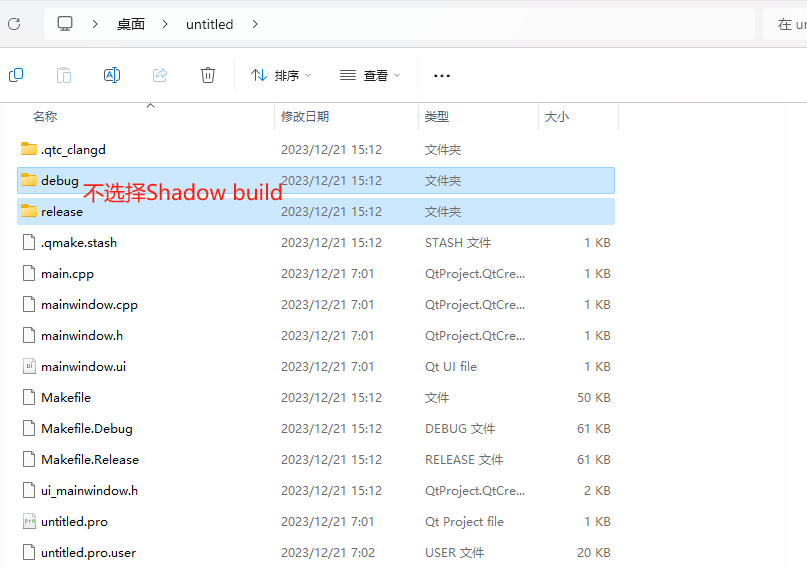 桌面 untitled 在 un
排序 查看
名称 修改日期 类型 大小
.qtc_clangd 2023/12/21 15:12 文件夹
debug 2023/12/21 15:12 文件夹
不选择Shadow build
release 2023/12/21 15:12 文件夹
.qmake.stash 2023/12/21 15:12 STASH 文件 1 KB
main.cpp 2023/12/21 7:01 QtProject.QtCre... 1 KB
mainwindow.cpp 2023/12/21 7:01 QtProject.QtCre... 1 KB
mainwindow.h 2023/12/21 7:01 QtProject.QtCre... 1 KB
mainwindow.ui 2023/12/21 7:01 Qt UI file 1 KB
Makefile 2023/12/21 15:12 文件 50 KB
Makefile.Debug 2023/12/21 15:12 DEBUG 文件 61 KB
Makefile.Release 2023/12/21 15:12 RELEASE 文件 61 KB
ui_mainwindow.h 2023/12/21 15:12 QtProject.QtCre... 2 KB
untitled.pro 2023/12/21 7:01 Qt Project file 1 KB
untitled.pro.user 2023/12/21 7:02 USER 文件 20 KB